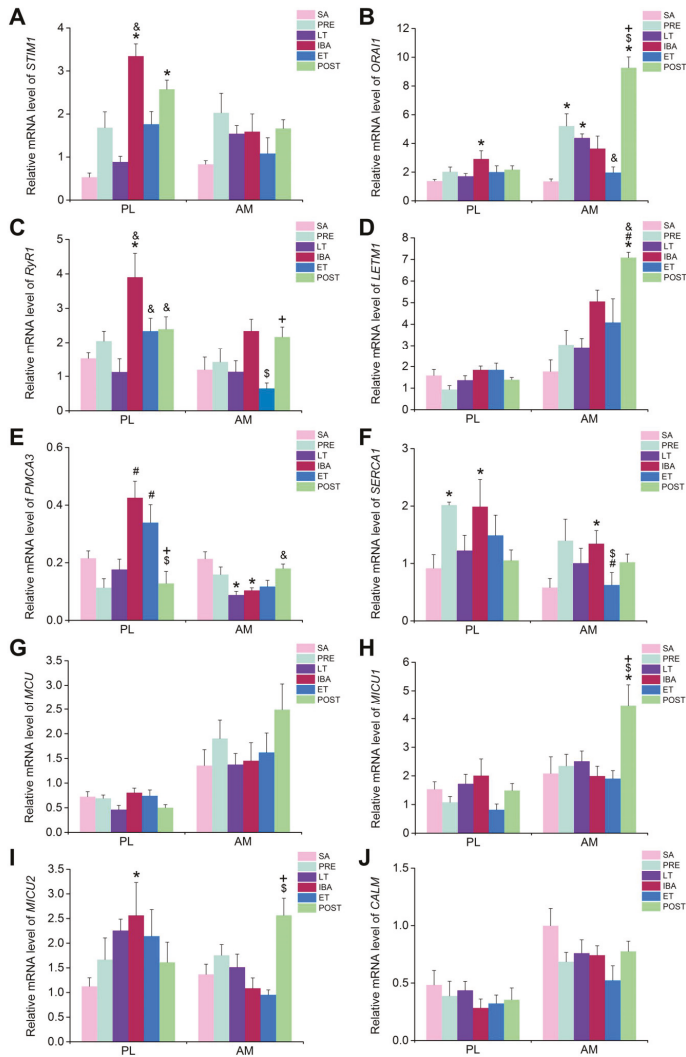 A
Relative mRNA level of STIM1
4
3
2
1
0
&
*
*
PL
AM
SA
PRE
LT
IBA
ET
POST
B
Relative mRNA level of ORAI1
12
10
8
6
4
2
0
*
*
*
&
+
$
*
PL
AM
SA
PRE
LT
IBA
ET
POST
C
Relative mRNA level of RyR1
5
4
3
2
1
0
&
*
&
&
$
+
PL
AM
SA
PRE
LT
IBA
ET
POST
D
Relative mRNA level of LETM1
8
7
6
5
4
3
2
1
0
&
#
*
PL
AM
SA
PRE
LT
IBA
ET
POST
E
Relative mRNA level of PMCA3
0.6
0.4
0.2
0.0
#
#
+
$
*
*
&
PL
AM
SA
PRE
LT
IBA
ET
POST
F
Relative mRNA level of SERCA1
3
2
1
0
*
*
*
$
#
PL
AM
SA
PRE
LT
IBA
ET
POST
G
Relative mRNA level of MCU
3.5
3.0
2.5
2.0
1.5
1.0
0.5
0.0
PL
AM
SA
PRE
LT
IBA
ET
POST
H
Relative mRNA level of MICU1
6
5
4
3
2
1
0
+
$
*
PL
AM
SA
PRE
LT
IBA
ET
POST
I
Relative mRNA level of MICU2
3.5
3.0
2.5
2.0
1.5
1.0
0.5
0.0
*
+
$
PL
AM
SA
PRE
LT
IBA
ET
POST
J
Relative mRNA level of CALM
1.5
1.0
0.5
0.0
PL
AM
SA
PRE
LT
IBA
ET
POST